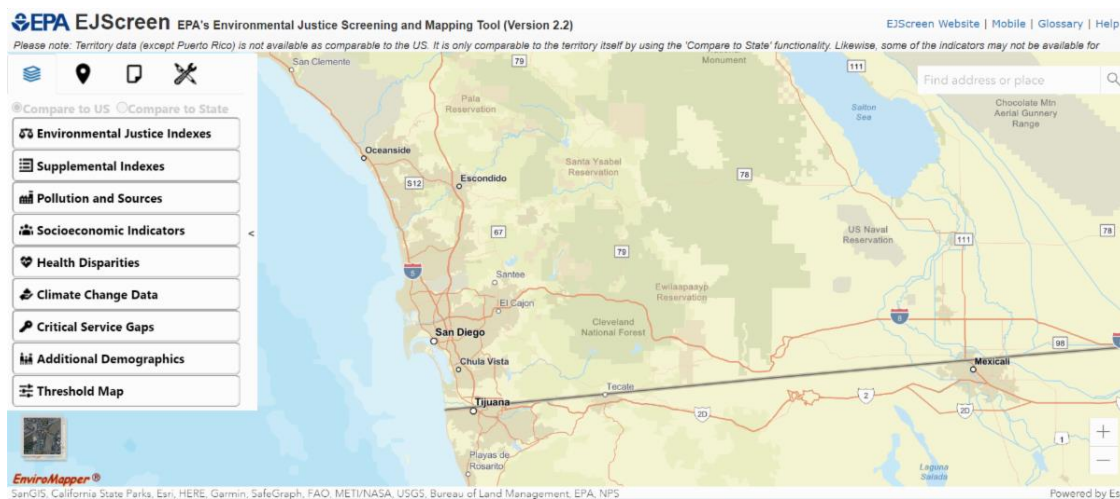 EPA EJScreen EPA's Environmental Justice Screening and Mapping Tool (Version 2.2)
EJScreen Website | Mobile | Glossary | Help
Please note: Territory data (except Puerto Rico) is not available as comparable to the US. It is only comparable to the territory itself by using the 'Compare to State' functionality. Likewise, some of the indicators may not be available for
Compare to US Compare to State
Environmental Justice Indexes
Supplemental Indexes
Pollution and Sources
Socioeconomic Indicators
Health Disparities
Climate Change Data
Critical Service Gaps
Additional Demographics
Threshold Map
<
Find address or place
San Clemente
79
Monument
111
Pala
Reservation
Salton
Sea
Chocolate Mtn
Aerial Gunnery
Range
Oceanside
S12
Escondido
Santa Ysabel
Reservation
78
67
79
US Naval
Reservation
111
78
5
Santee
El Cajon
Ewiiaapaayp
Reservation
Cleveland
National Forest
8
San Diego
98
Chula Vista
Mexicali
Tecate
Tijuana
2D
2
2D
1
+
−
Playas de
Rosarito
Laguna
Salada
EnviroMapper ®
SanGIS, California State Parks, Esri, HERE, Garmin, SafeGraph, FAO, METI/NASA, USGS, Bureau of Land Management, EPA, NPS
Powered by Es